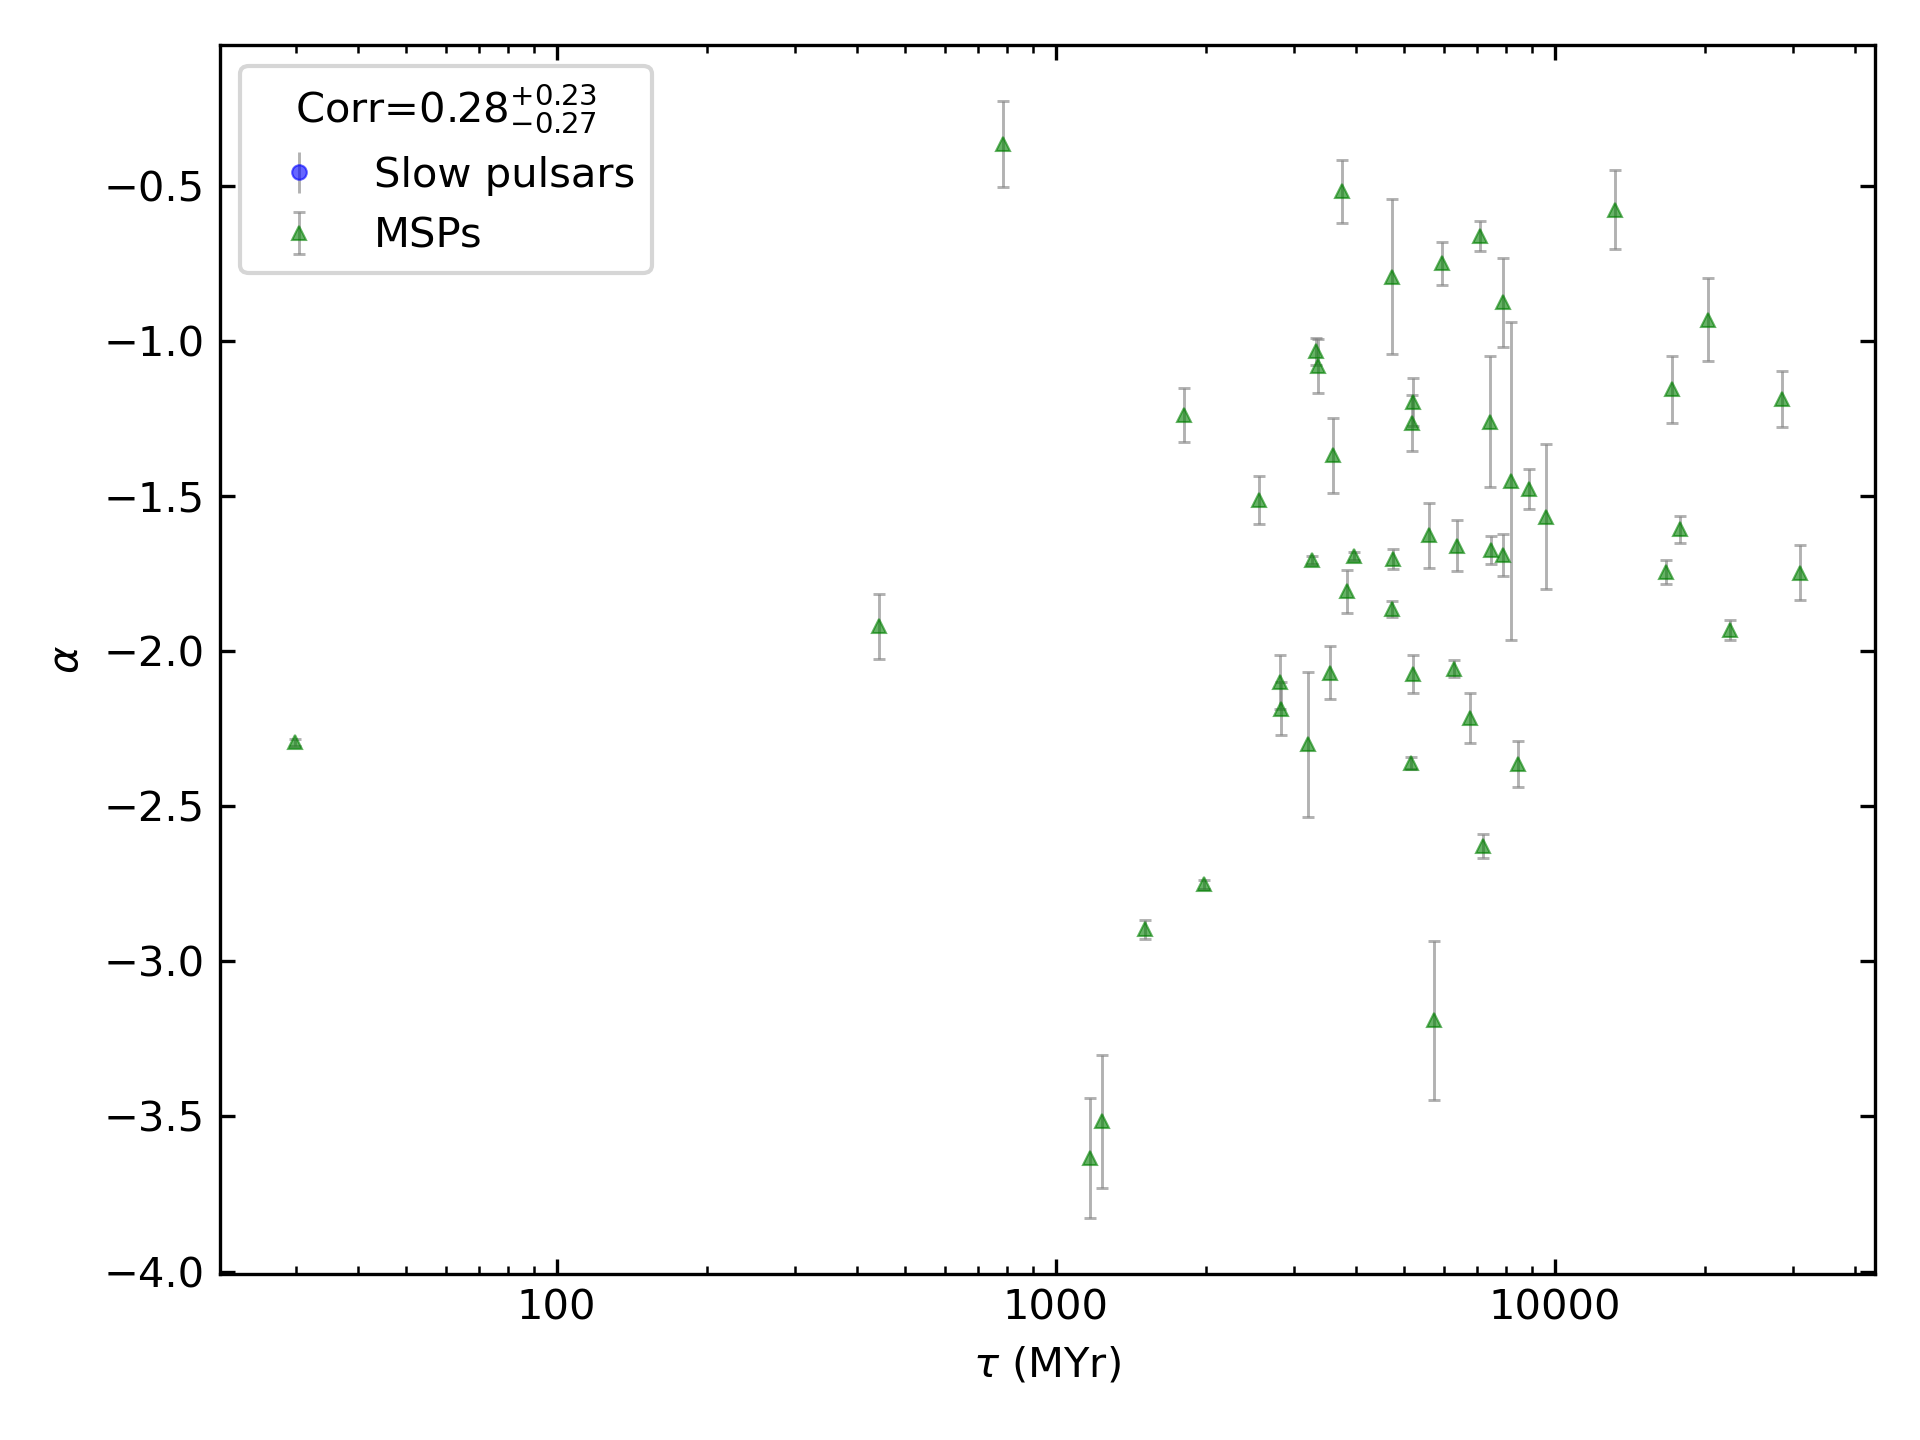 Corr=0.28^{+0.23}_{−0.27}
Slow pulsars
MSPs
−0.5
−1.0
−1.5
−2.0
−2.5
−3.0
−3.5
−4.0
α
100 1000 10000
τ (MYr)